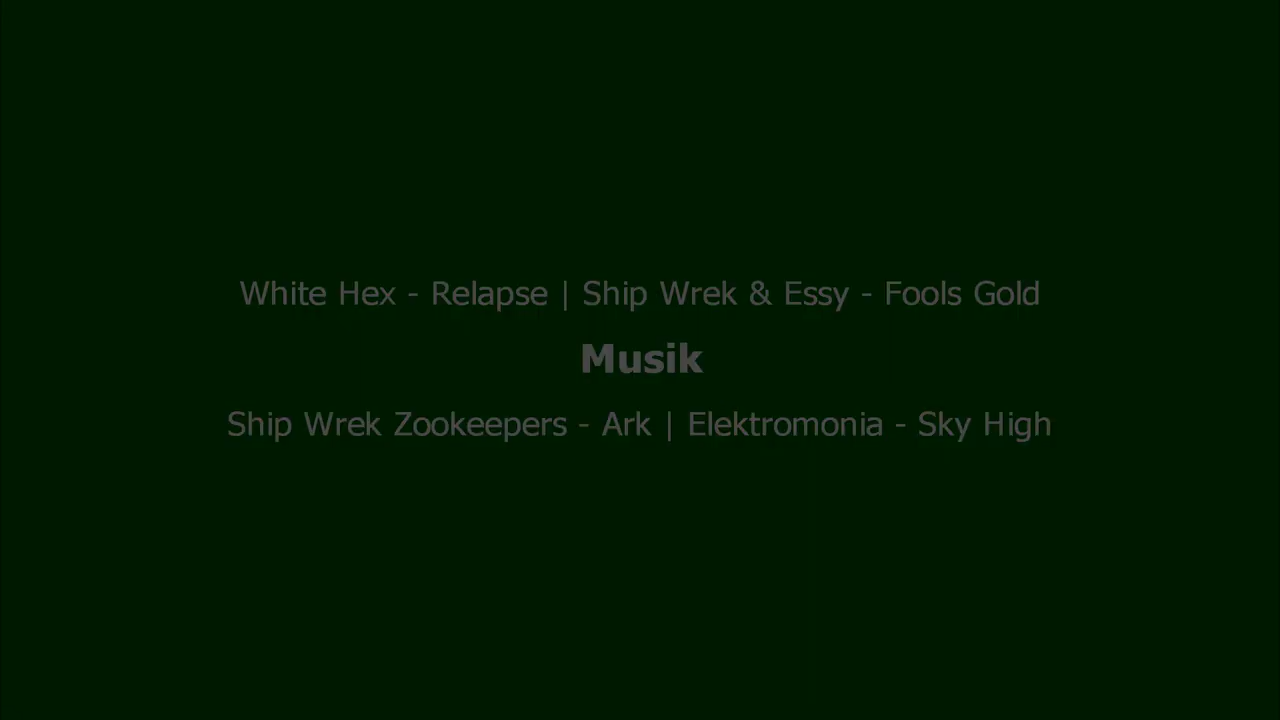 White Hex - Relapse | Ship Wrek & Essy - Fools Gold
Musik
Ship Wrek Zookeepers - Ark | Elektromonia - Sky High